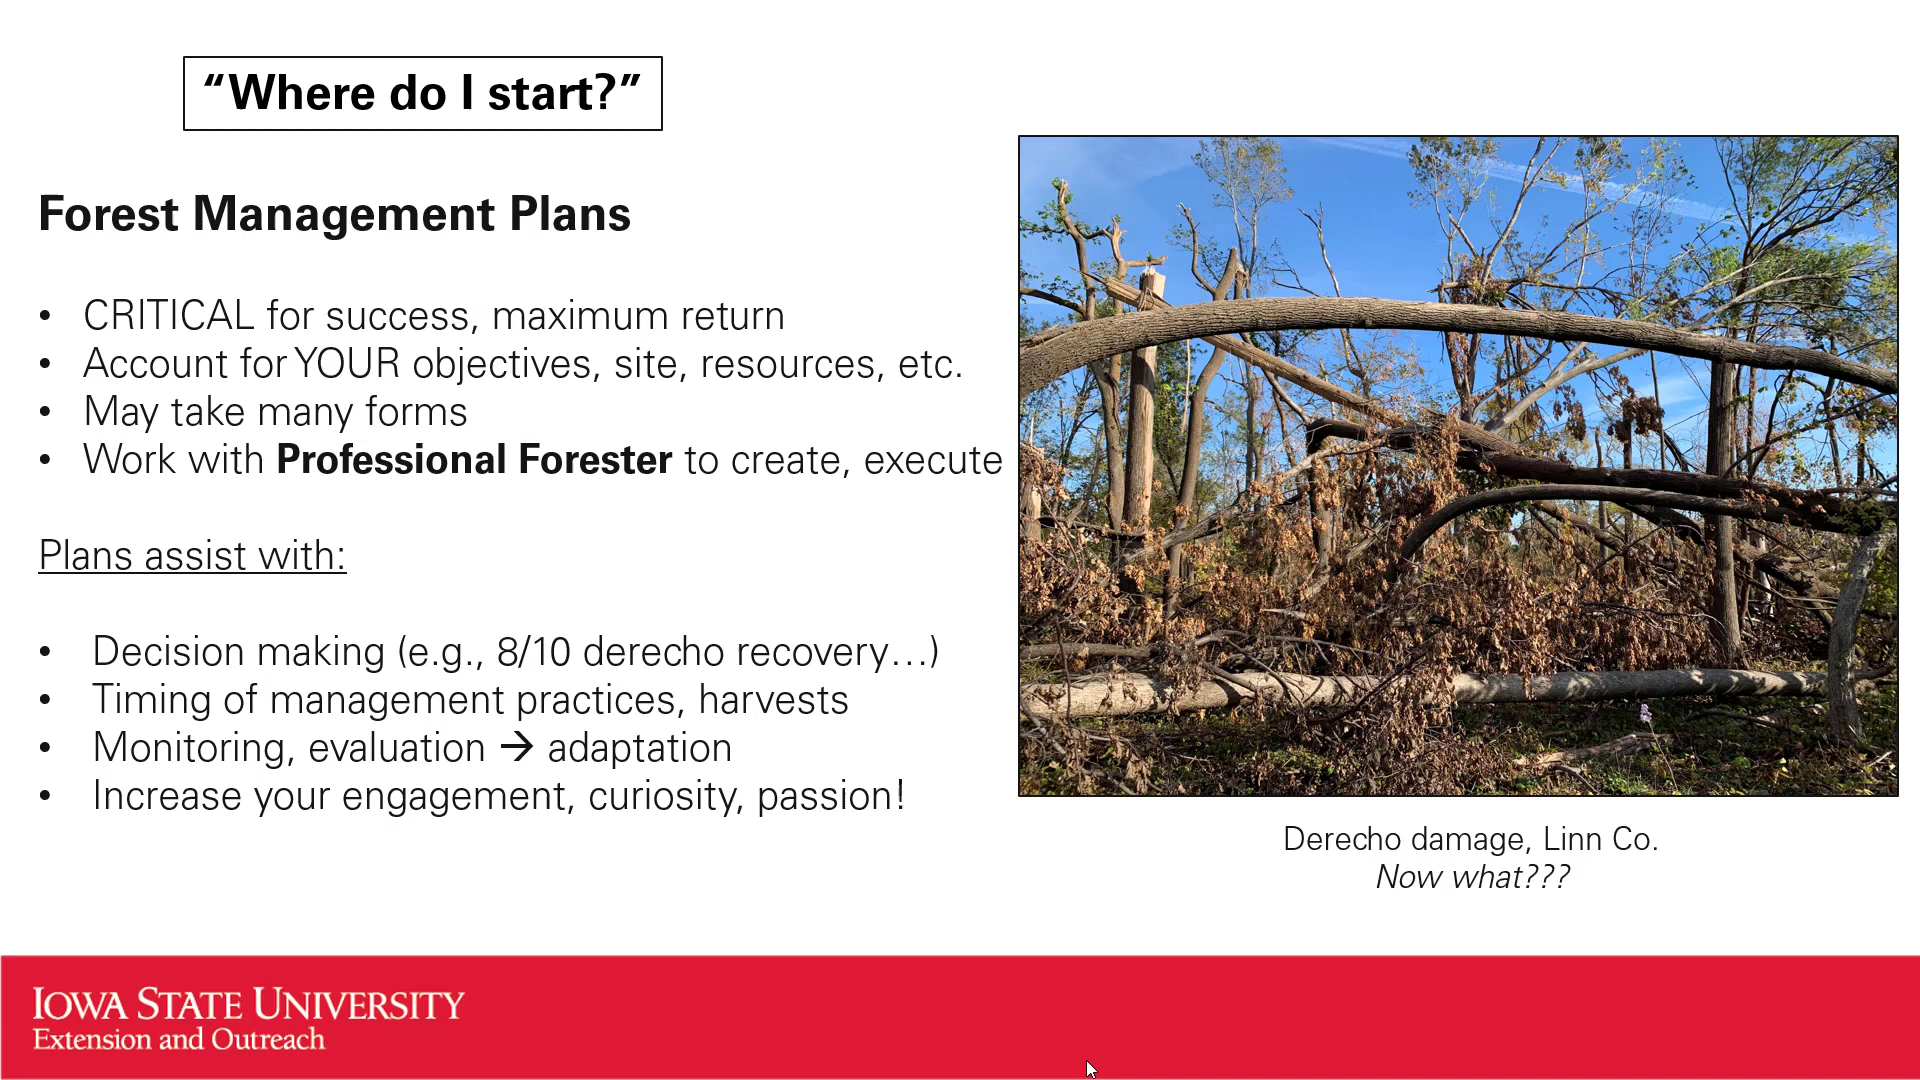 “Where do I start?”
Forest Management Plans
• CRITICAL for success, maximum return
• Account for YOUR objectives, site, resources, etc.
• May take many forms
• Work with Professional Forester to create, execute
Plans assist with:
• Decision making (e.g., 8/10 derecho recovery…)
• Timing of management practices, harvests
• Monitoring, evaluation → adaptation
• Increase your engagement, curiosity, passion!
Derecho damage, Linn Co.
Now what???
IOWA STATE UNIVERSITY
Extension and Outreach